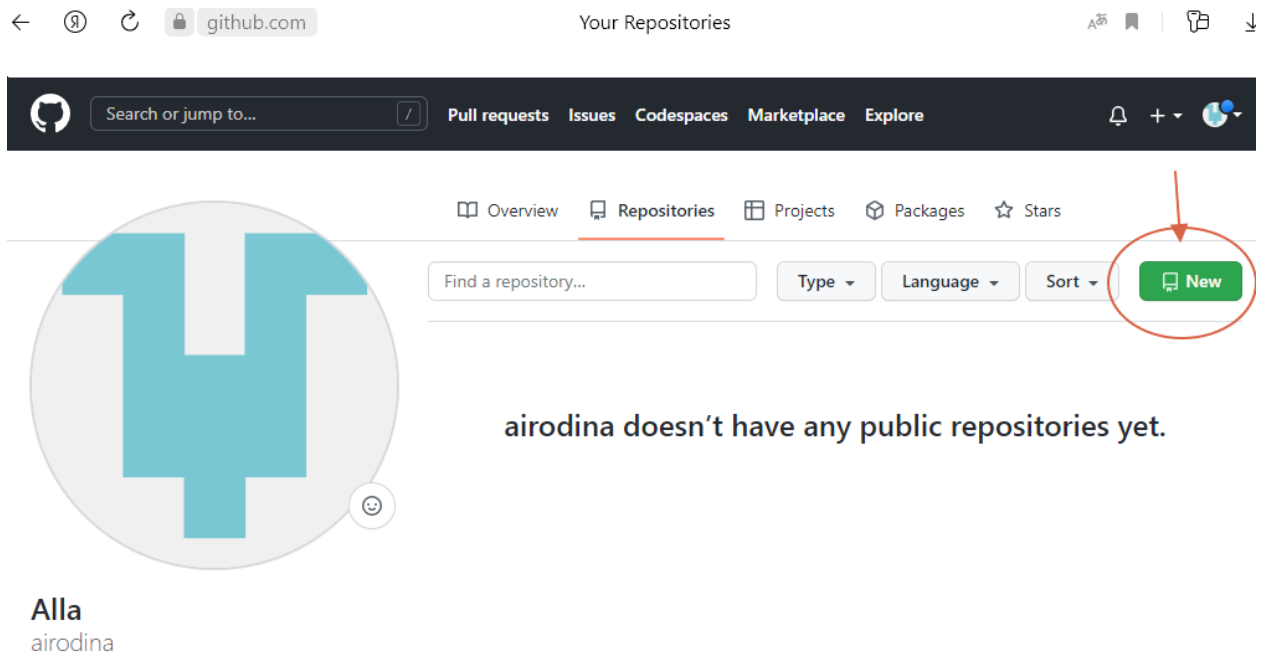 github.com
Your Repositories
Search or jump to...
/
Pull requests Issues Codespaces Marketplace Explore
Overview Repositories Projects Packages Stars
Find a repository...
Type Language Sort New
airodina doesn’t have any public repositories yet.
Alla
airodina